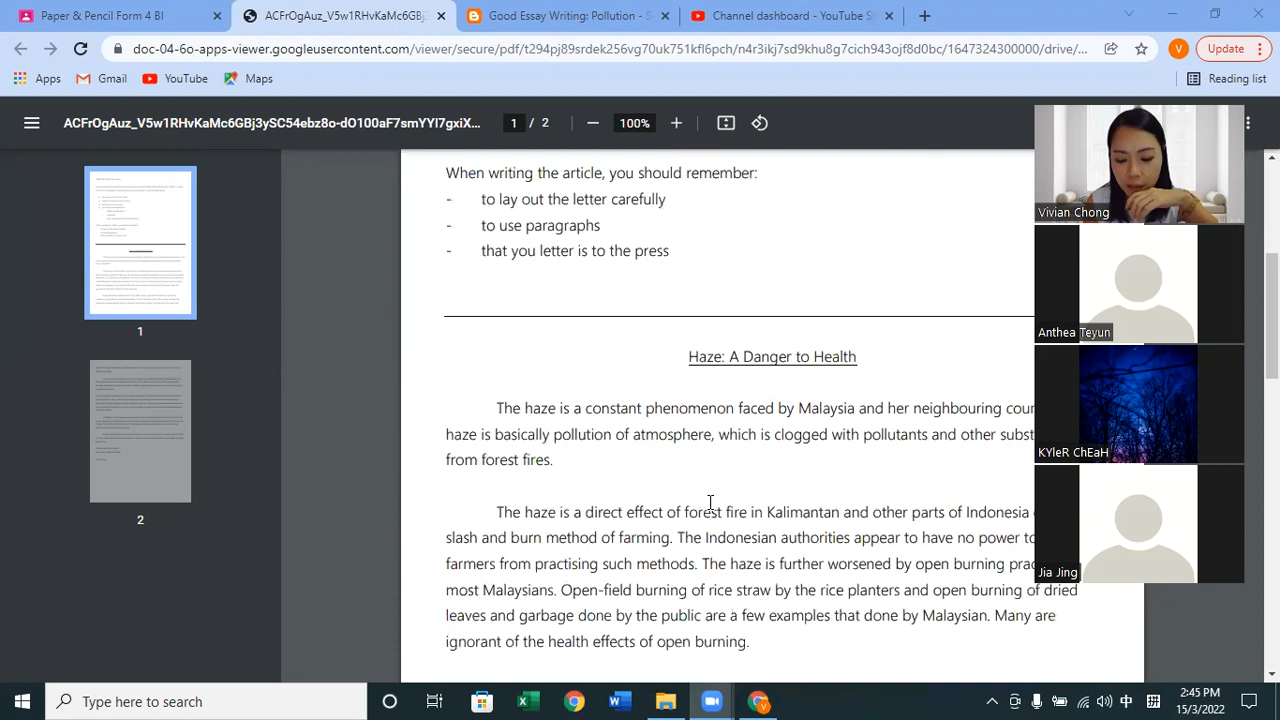 Paper & Pencil Form 4 BI
ACFrOgAuz_V5w1RHvKaMc6GBj3
Good Essay Writing: Pollution - S
Channel dashboard - YouTube St
doc-04-6o-apps-viewer.googleusercontent.com/viewer/secure/pdf/t294pj89srdek256vg70uk751kfl6pch/n4r3ikj7sd9khu8g7cich943ojf8d0bc/1647324300000/drive/...
V
Update
Apps
Gmail
YouTube
Maps
Reading list
ACFrOgAuz_V5w1RHvKaMc6GBj3ySC54ebz8o-dO100aF7smYYI7gxiX...
1 / 2
100%
When writing the article, you should remember:
- to lay out the letter carefully
- to use paragraphs
- that you letter is to the press
Haze: A Danger to Health
The haze is a constant phenomenon faced by Malaysia and her neighbouring coun
haze is basically pollution of atmosphere, which is clogged with pollutants and other subst
from forest fires.
The haze is a direct effect of forest fire in Kalimantan and other parts of Indonesia
slash and burn method of farming. The Indonesian authorities appear to have no power to
farmers from practising such methods. The haze is further worsened by open burning prac
most Malaysians. Open-field burning of rice straw by the rice planters and open burning of dried
leaves and garbage done by the public are a few examples that done by Malaysian. Many are
ignorant of the health effects of open burning.
1
2
Vivian Chong
Anthea Teyun
KYleR ChEaH
Jia Jing
Type here to search
中
拼
2:45 PM
15/3/2022